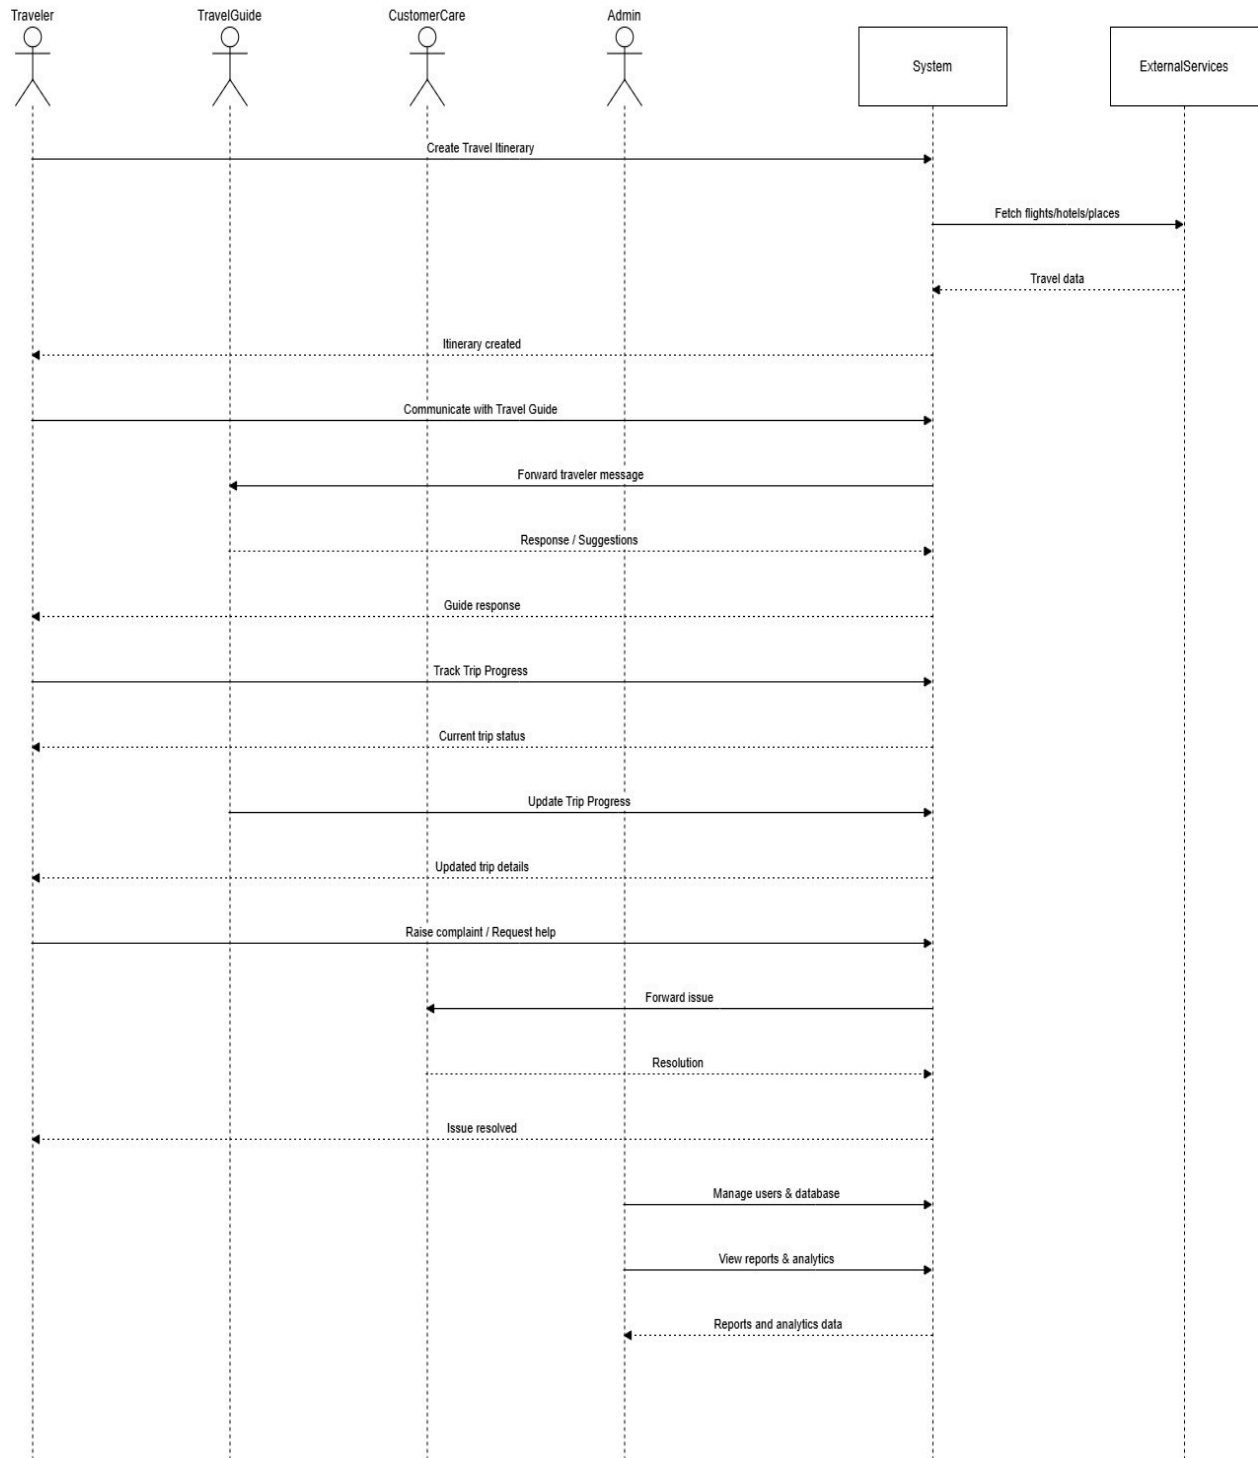 Traveler
TravelGuide
CustomerCare
Admin
System
ExternalServices
Create Travel Itinerary
Fetch flights/hotels/places
Travel data
Itinerary created
Communicate with Travel Guide
Forward traveler message
Response / Suggestions
Guide response
Track Trip Progress
Current trip status
Update Trip Progress
Updated trip details
Raise complaint / Request help
Forward issue
Resolution
Issue resolved
Manage users & database
View reports & analytics
Reports and analytics data